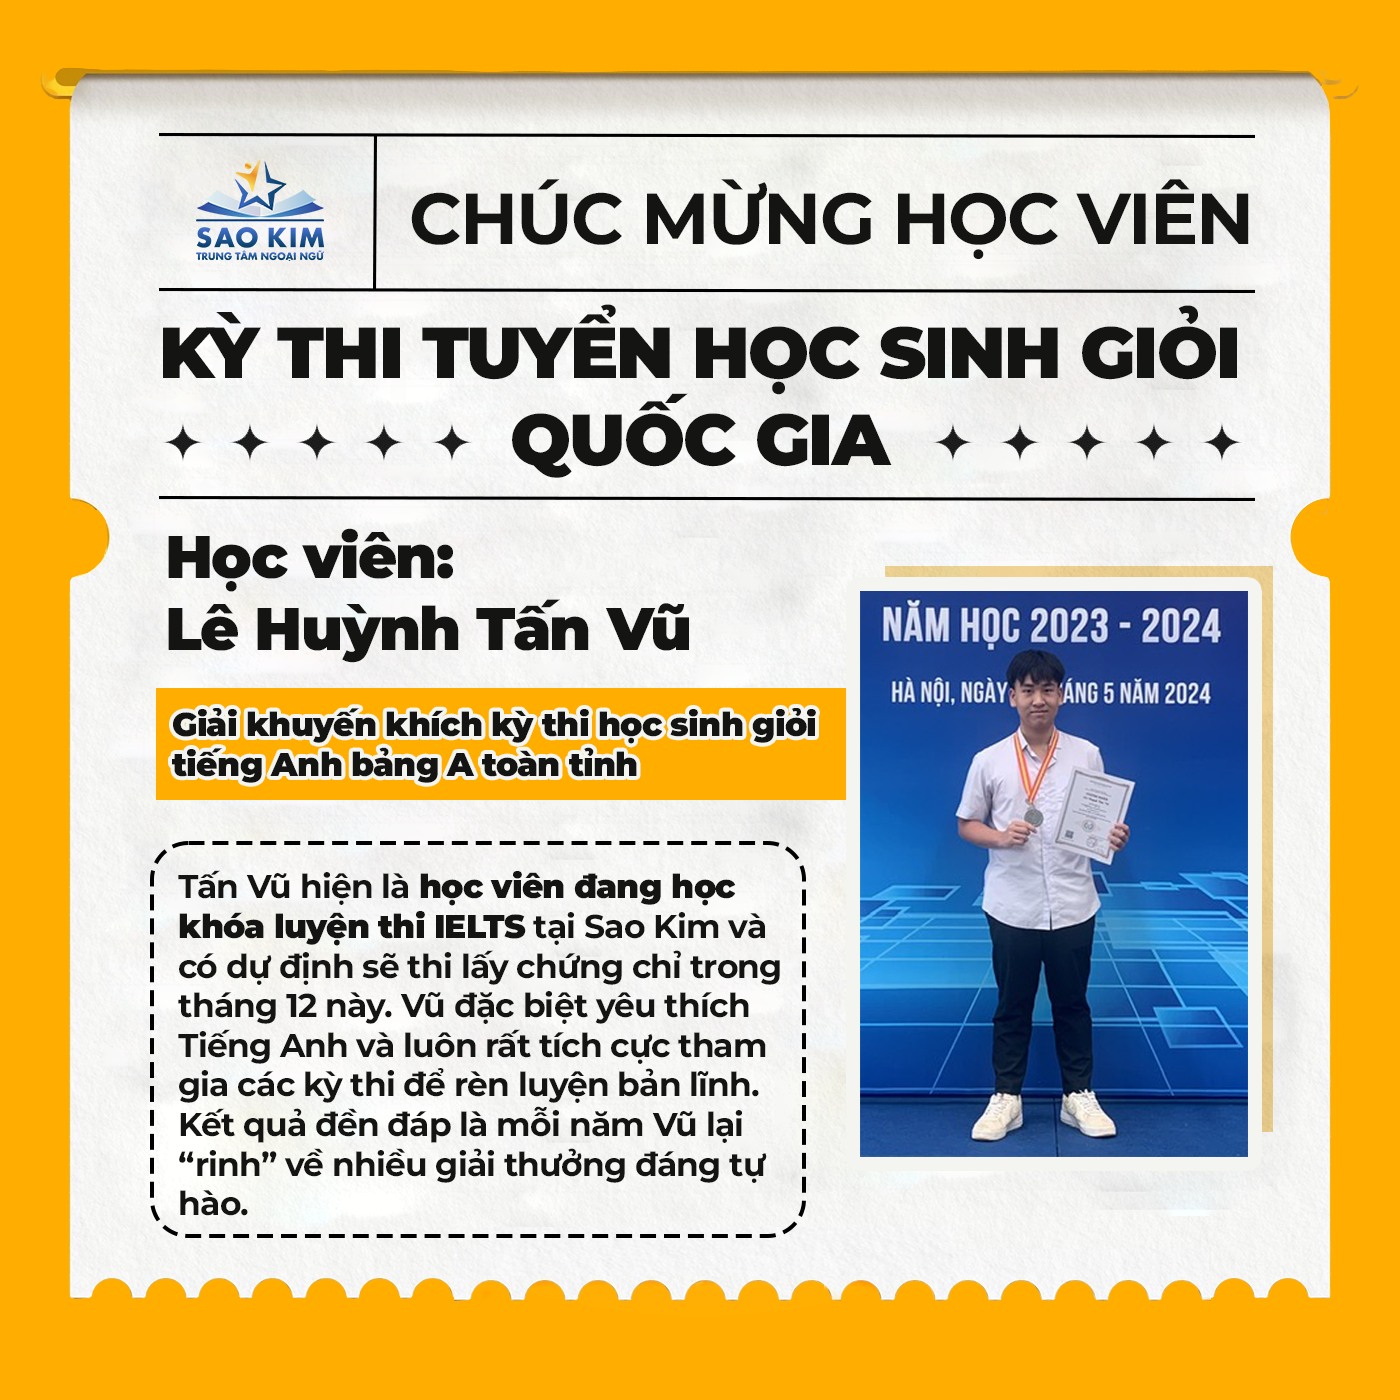 SAO KIM
TRUNG TÂM NGOẠI NGỮ
CHÚC MỪNG HỌC VIÊN
KỲ THI TUYỂN HỌC SINH GIỎI
QUỐC GIA
Học viên:
Lê Huỳnh Tấn Vũ
Giải khuyến khích kỳ thi học sinh giỏi
tiếng Anh bảng A toàn tỉnh
Tấn Vũ hiện là học viên đang học
khóa luyện thi IELTS tại Sao Kim và
có dự định sẽ thi lấy chứng chỉ trong
tháng 12 này. Vũ đặc biệt yêu thích
Tiếng Anh và luôn rất tích cực tham
gia các kỳ thi để rèn luyện bản lĩnh.
Kết quả đền đáp là mỗi năm Vũ lại
“rinh” về nhiều giải thưởng đáng tự
hào.
NĂM HỌC 2023 - 2024
HÀ NỘI, NGÀY ÁNG 5 NĂM 2024